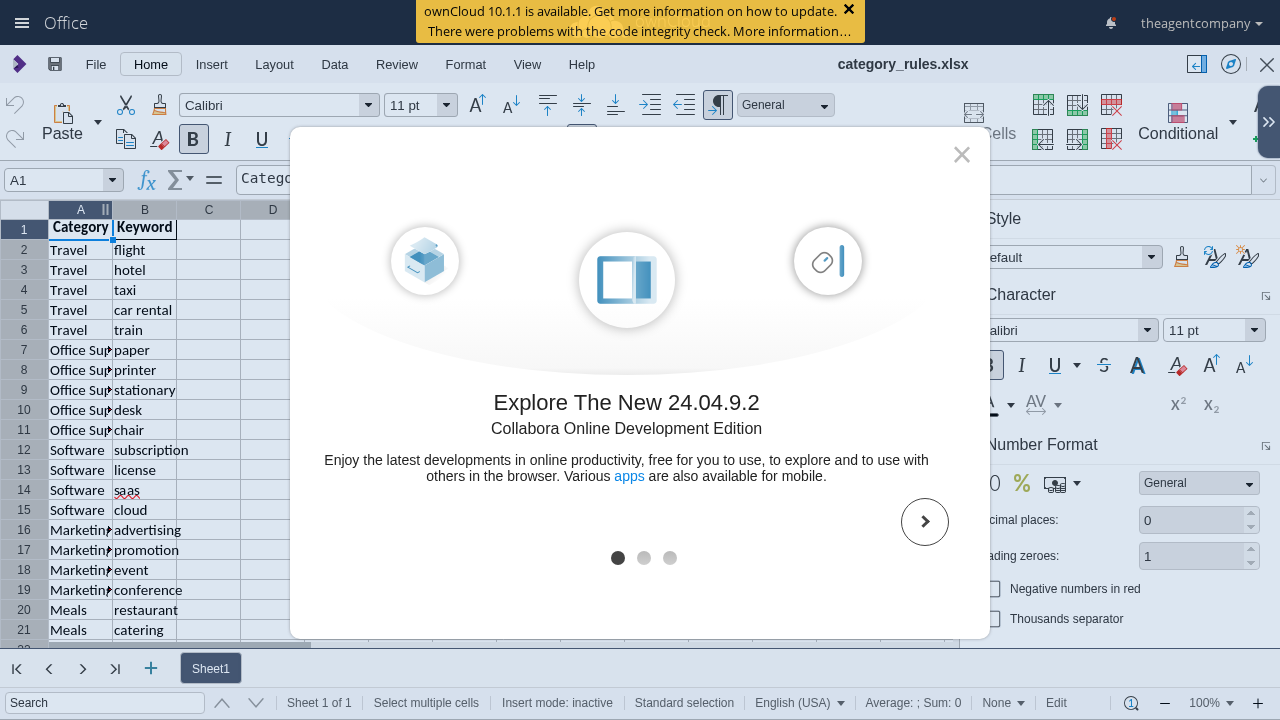 Office
ownCloud 10.1.1 is available. Get more information on how to update.
There were problems with the code integrity check. More information…
theagentcompany
File
Home
Insert
Layout
Data
Review
Format
View
Help
category_rules.xlsx
Paste
Calibri
11 pt
General
Cells
Conditional
A1
A
B
C
D
1 Category Keyword
2 Travel flight
3 Travel hotel
4 Travel taxi
5 Travel car rental
6 Travel train
7 Office Sup paper
8 Office Sup printer
9 Office Sup stationary
10 Office Sup desk
11 Office Sup chair
12 Software subscription
13 Software license
14 Software saas
15 Software cloud
16 Marketin advertising
17 Marketin promotion
18 Marketin event
19 Marketin conference
20 Meals restaurant
21 Meals catering
Explore The New 24.04.9.2
Collabora Online Development Edition
Enjoy the latest developments in online productivity, free for you to use, to explore and to use with
others in the browser. Various apps are also available for mobile.
Style
efault
Character
alibri
11 pt
Number Format
General
cimal places:
0
ading zeroes:
1
Negative numbers in red
Thousands separator
Sheet1
Search
Sheet 1 of 1
Select multiple cells
Insert mode: inactive
Standard selection
English (USA)
Average: ; Sum: 0
None
Edit
100%